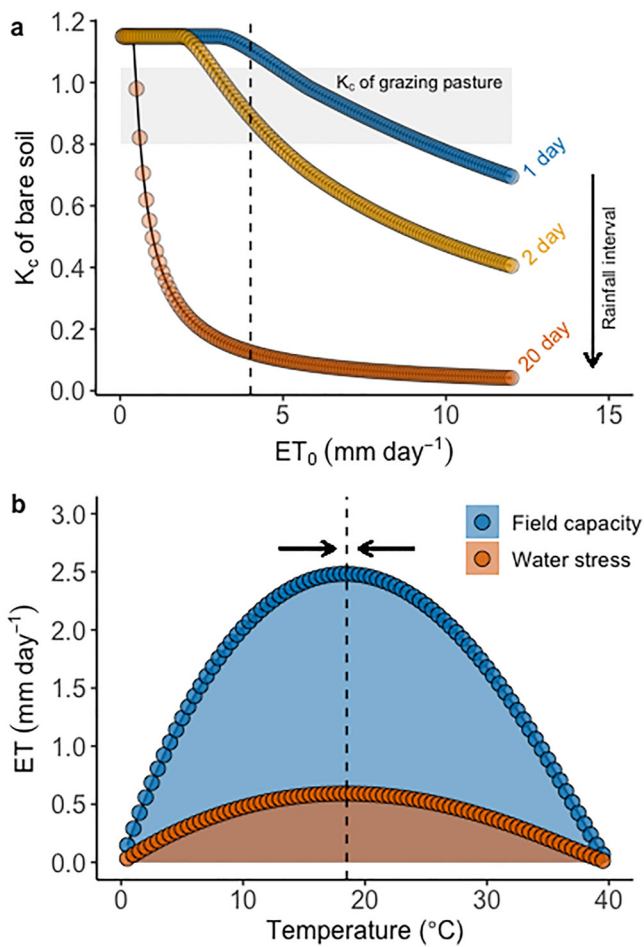 a
K_c of bare soil
1.2
1.0
0.8
0.6
0.4
0.2
0.0
K_c of grazing pasture
1 day
2 day
20 day
Rainfall interval
0
5
10
15
ET_0 (mm day⁻¹)
b
ET (mm day⁻¹)
3.0
2.5
2.0
1.5
1.0
0.5
0.0
Field capacity
Water stress
0
10
20
30
40
Temperature (°C)